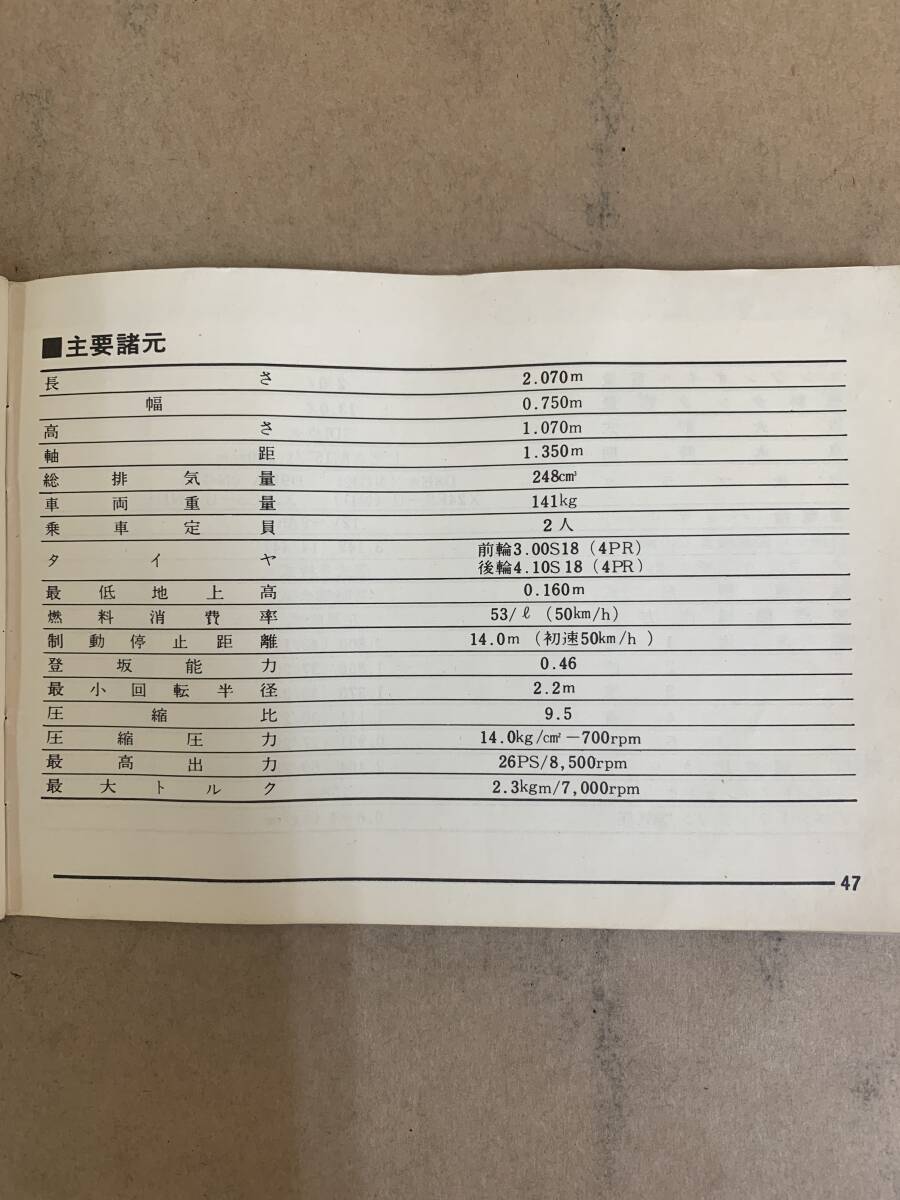 ■主要諸元
長さ 2.070m
幅 0.750m
高さ 1.070m
軸距 1.350m
総排気量 248cm³
車両重量 141kg
乗車定員 2人
タイヤ 前輪3.00S18（4PR）
後輪4.10S18（4PR）
最低地上高 0.160m
燃料消費率 53/ℓ（50km/h）
制動停止距離 14.0m（初速50km/h）
登坂能力 0.46
最小回転半径 2.2m
圧縮比 9.5
圧縮圧力 14.0kg/cm²−700rpm
最高出力 26PS/8,500rpm
最大トルク 2.3kgm/7,000rpm
47